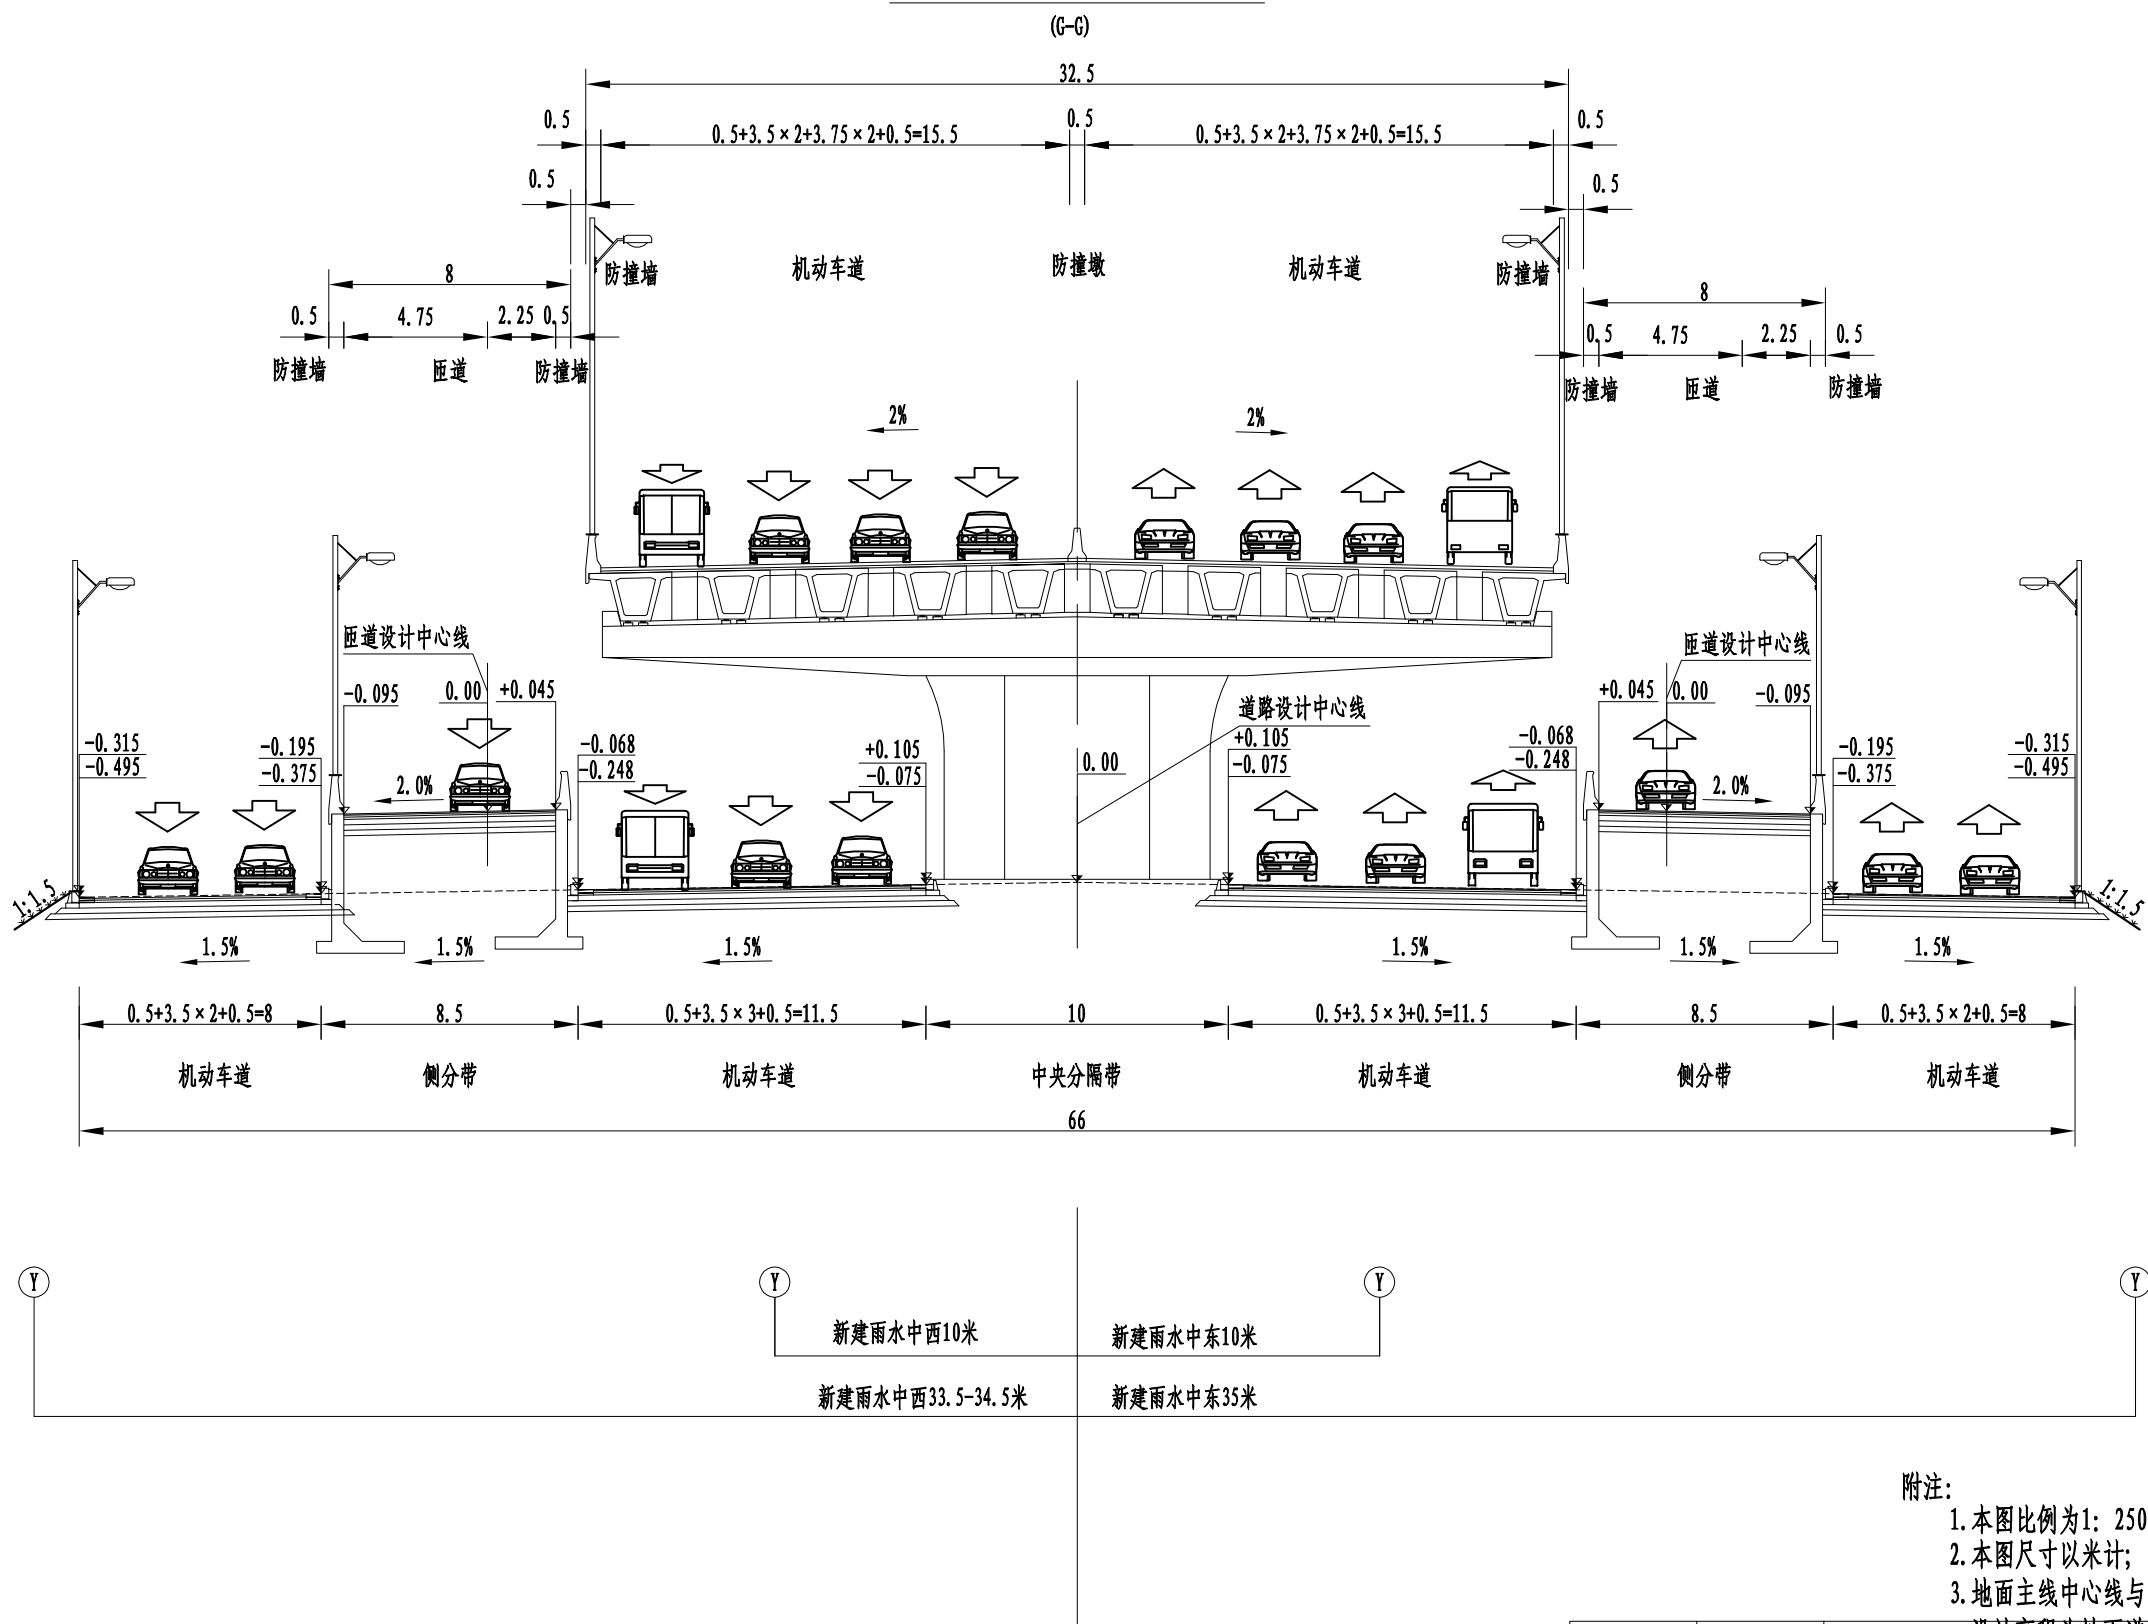 (G-G)
32.5
0.5 0.5+3.5×2+3.75×2+0.5=15.5 0.5 0.5+3.5×2+3.75×2+0.5=15.5 0.5
0.5 0.5
防撞墙 机动车道 防撞墩 机动车道 防撞墙
8 8
0.5 4.75 2.25 0.5 0.5 4.75 2.25 0.5
防撞墙 匝道 防撞墙 防撞墙 匝道 防撞墙
2% 2%
匝道设计中心线 匝道设计中心线
-0.095 0.00 +0.045 +0.045 0.00 -0.095
道路设计中心线
-0.315 -0.195 -0.068 +0.105 0.00 +0.105 -0.068 -0.195 -0.315
-0.495 -0.375 -0.248 -0.075 -0.075 -0.248 -0.375 -0.495
2.0% 2.0%
1:1.5 1:1.5
1.5% 1.5% 1.5% 1.5% 1.5% 1.5%
0.5+3.5×2+0.5=8 8.5 0.5+3.5×3+0.5=11.5 10 0.5+3.5×3+0.5=11.5 8.5 0.5+3.5×2+0.5=8
机动车道 侧分带 机动车道 中央分隔带 机动车道 侧分带 机动车道
66
Y Y Y Y
新建雨水中西10米 新建雨水中东10米
新建雨水中西33.5-34.5米 新建雨水中东35米
附注:
1.本图比例为1: 250
2.本图尺寸以米计;
3.地面主线中心线与